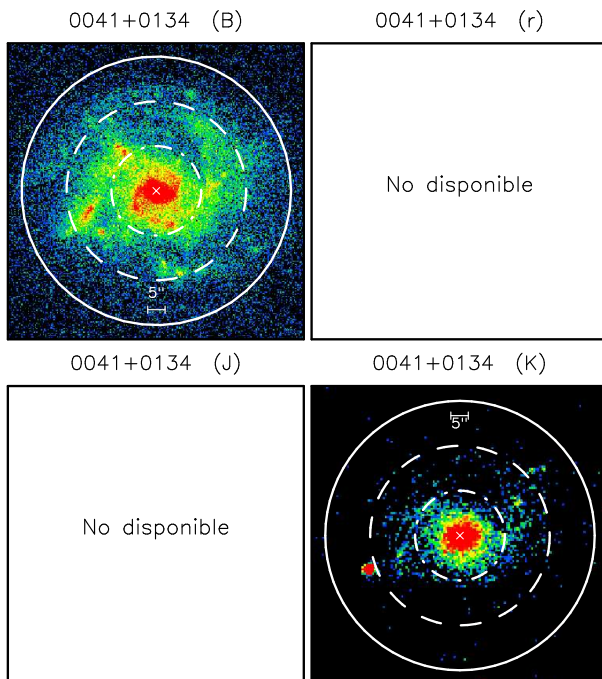 0041+0134 (B)
0041+0134 (r)
5"
No disponible
0041+0134 (J)
0041+0134 (K)
No disponible
5"